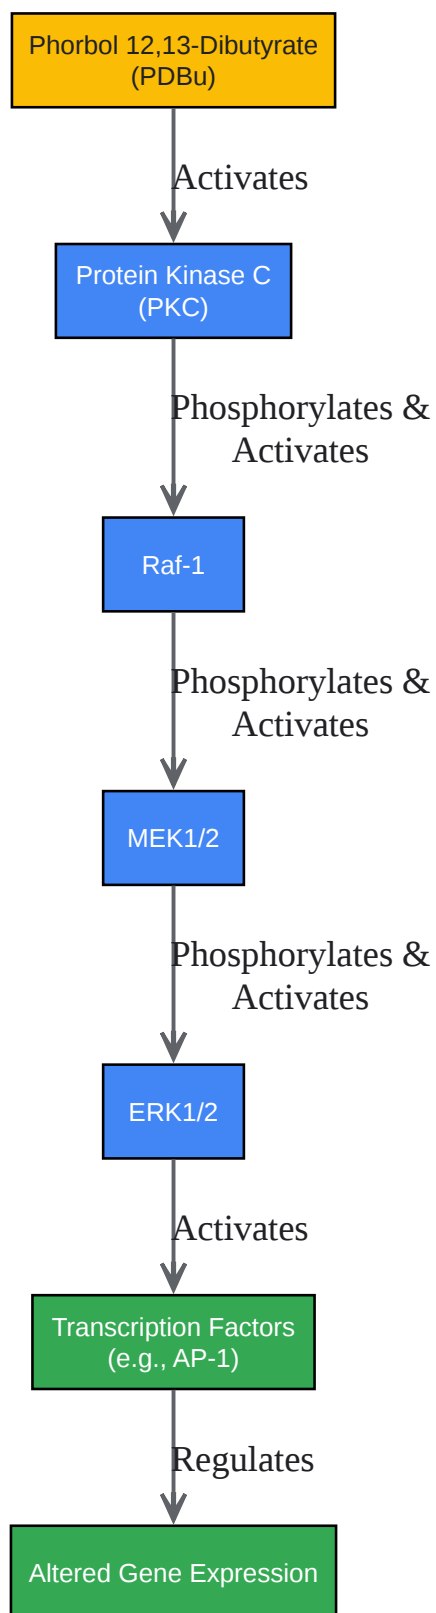 Phorbol 12,13-Dibutyrate
(PDBu)
Activates
Protein Kinase C
(PKC)
Phosphorylates &
Activates
Raf-1
Phosphorylates &
Activates
MEK1/2
Phosphorylates &
Activates
ERK1/2
Activates
Transcription Factors
(e.g., AP-1)
Regulates
Altered Gene Expression